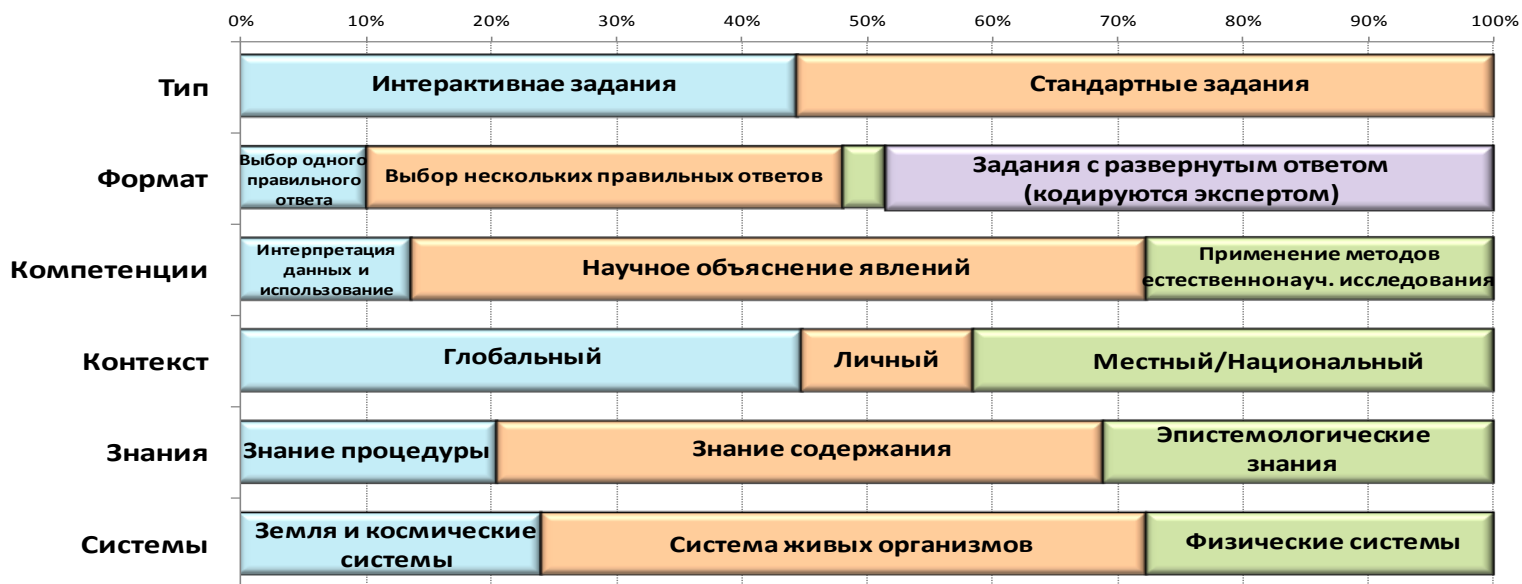 0% 10% 20% 30% 40% 50% 60% 70% 80% 90% 100%
Тип
Интерактивнае задания
Стандартные задания
Формат
Выбор одного
правильного
ответа
Выбор нескольких правильных ответов
Задания с развернутым ответом
(кодируются экспертом)
Компетенции
Интерпретация
данных и
использование
Научное объяснение явлений
Применение методов
естественнонауч. исследования
Контекст
Глобальный
Личный
Местный/Национальный
Знания
Знание процедуры
Знание содержания
Эпистемологические
знания
Системы
Земля и космические
системы
Система живых организмов
Физические системы